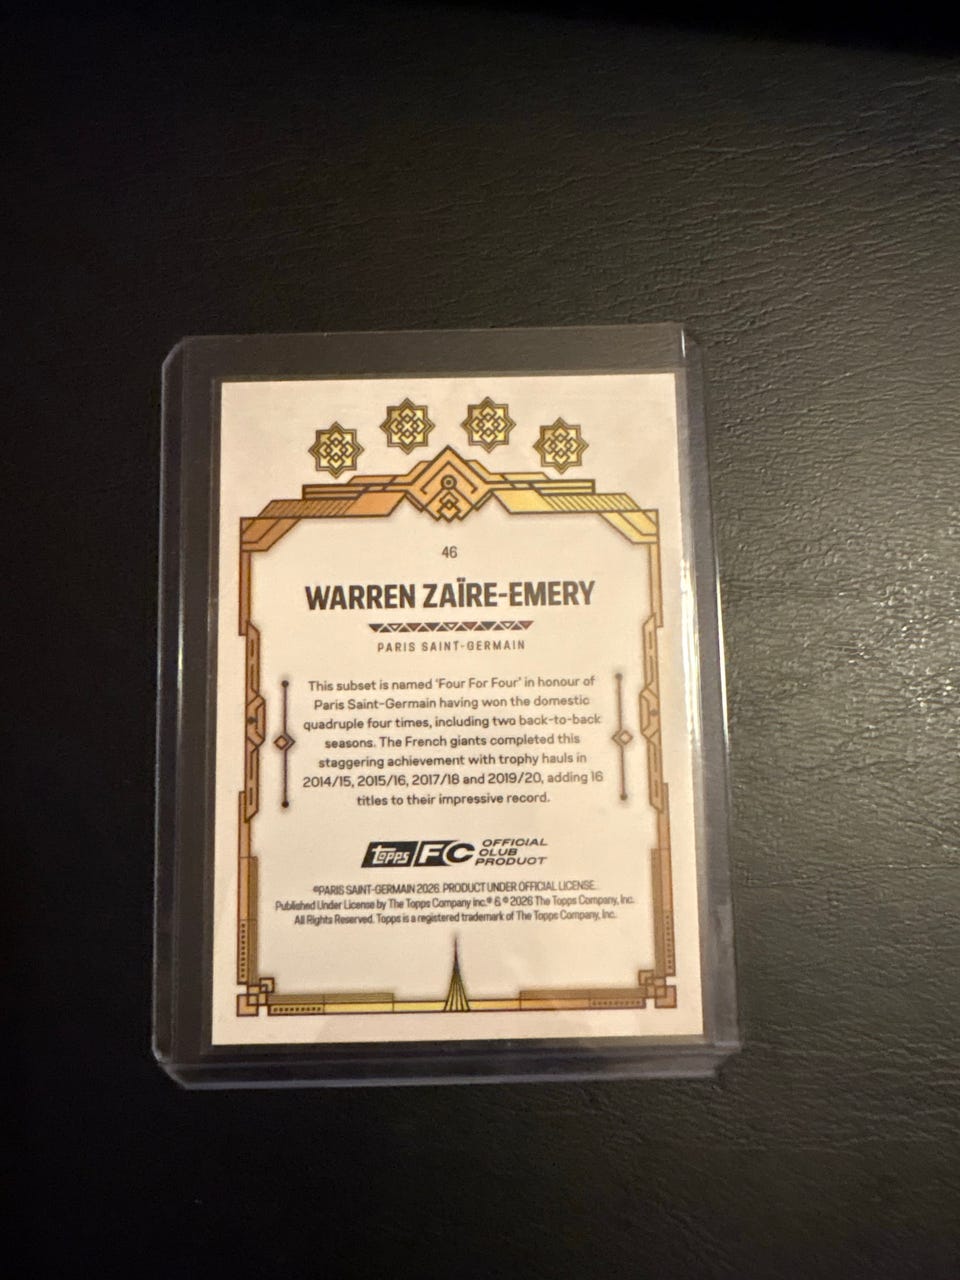 46
WARREN ZAÏRE-EMERY
PARIS SAINT-GERMAIN
This subset is named ‘Four For Four’ in honour of
Paris Saint-Germain having won the domestic
quadruple four times, including two back-to-back
seasons. The French giants completed this
staggering achievement with trophy hauls in
2014/15, 2015/16, 2017/18 and 2019/20, adding 16
titles to their impressive record.
Topps FC OFFICIAL
CLUB
PRODUCT
©PARIS SAINT-GERMAIN 2026. PRODUCT UNDER OFFICIAL LICENSE.
Published Under License by The Topps Company Inc.® & © 2026 The Topps Company, Inc.
All Rights Reserved. Topps is a registered trademark of The Topps Company, Inc.